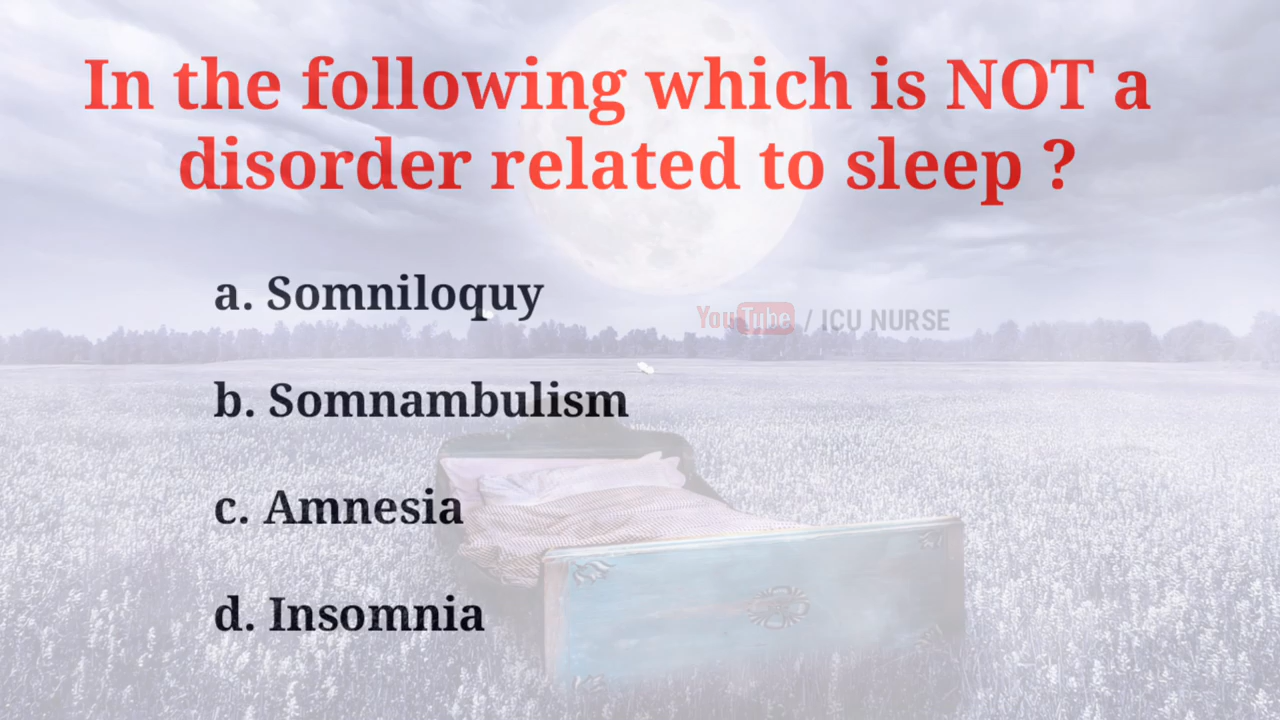 In the following which is NOT a
disorder related to sleep ?
a. Somniloquy
YouTube / ICU NURSE
b. Somnambulism
c. Amnesia
d. Insomnia